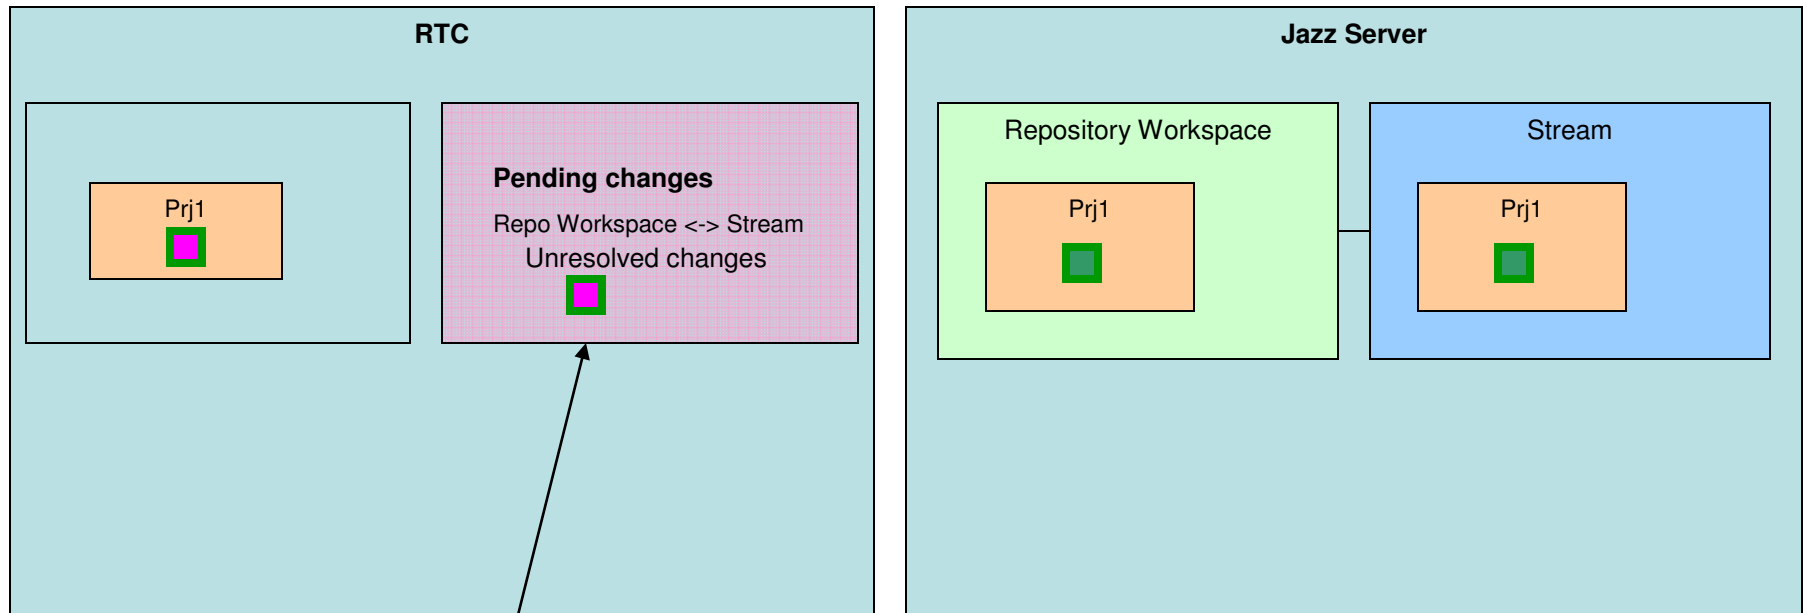 RTC
Prj1
Pending changes
Repo Workspace <-> Stream
Unresolved changes
Jazz Server
Repository Workspace
Prj1
Stream
Prj1